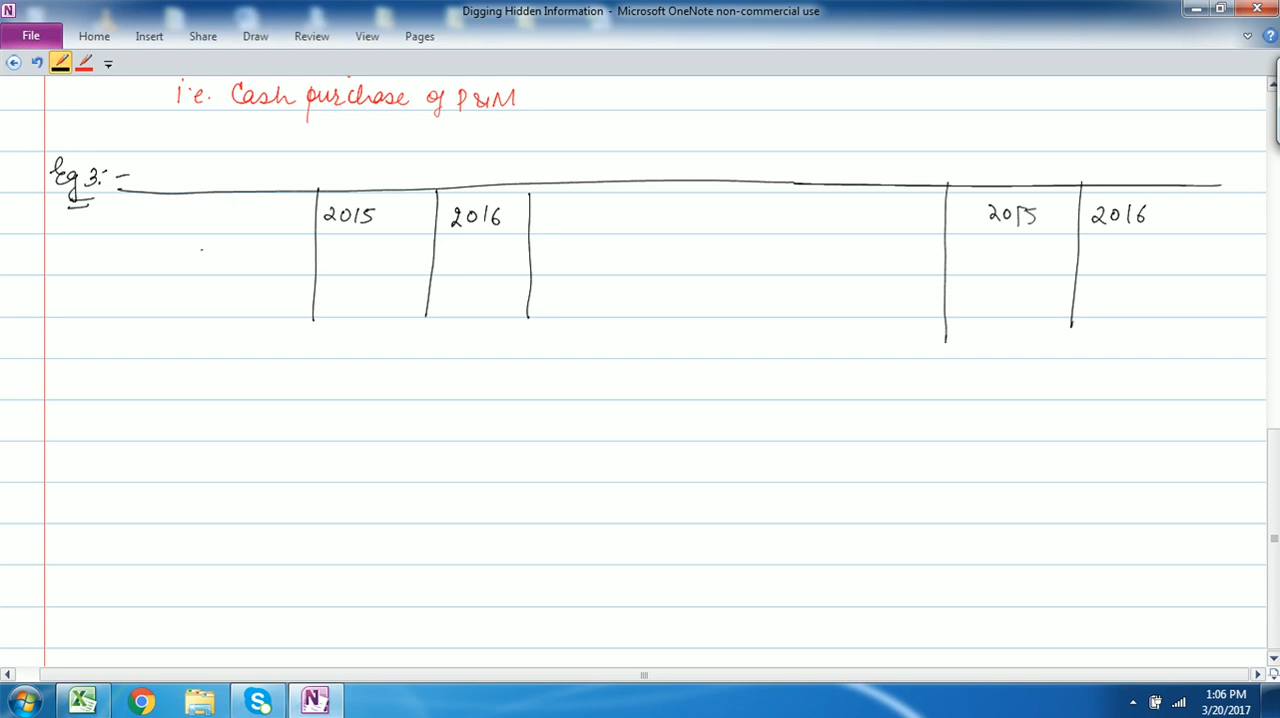 Digging Hidden Information - Microsoft OneNote non-commercial use
File Home Insert Share Draw Review View Pages
i.e. Cash purchase of P&M
Eg 3:-
2015 2016 2015 2016
1:06 PM
3/20/2017